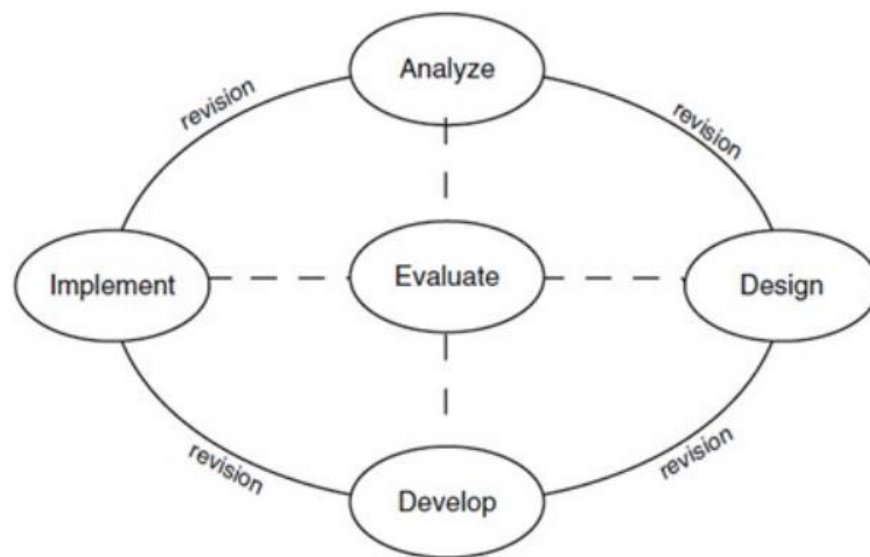 Analyze
revision
revision
Implement
Evaluate
Design
revision
revision
Develop